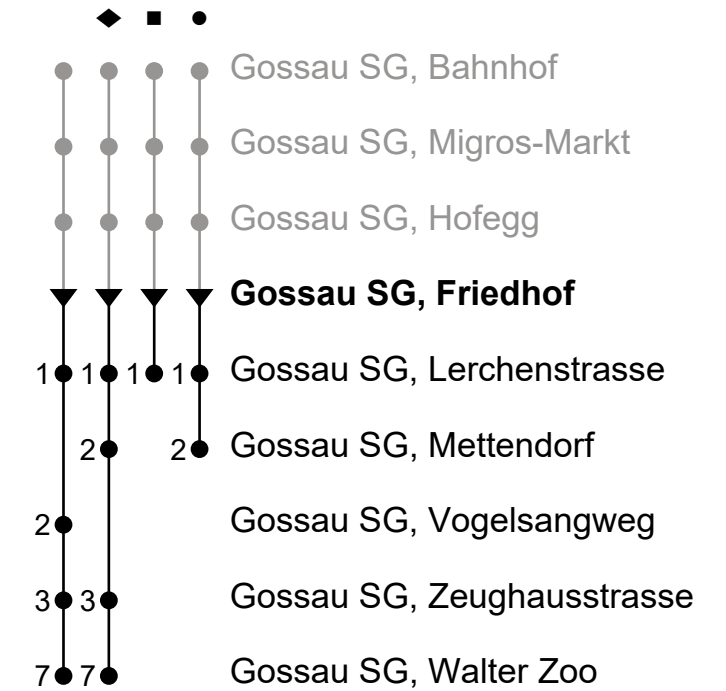 Gossau SG, Bahnhof
Gossau SG, Migros-Markt
Gossau SG, Hofegg
Gossau SG, Friedhof
1 1 1 1 Gossau SG, Lerchenstrasse
2 2 Gossau SG, Mettendorf
2 Gossau SG, Vogelsangweg
3 3 Gossau SG, Zeughausstrasse
7 7 Gossau SG, Walter Zoo